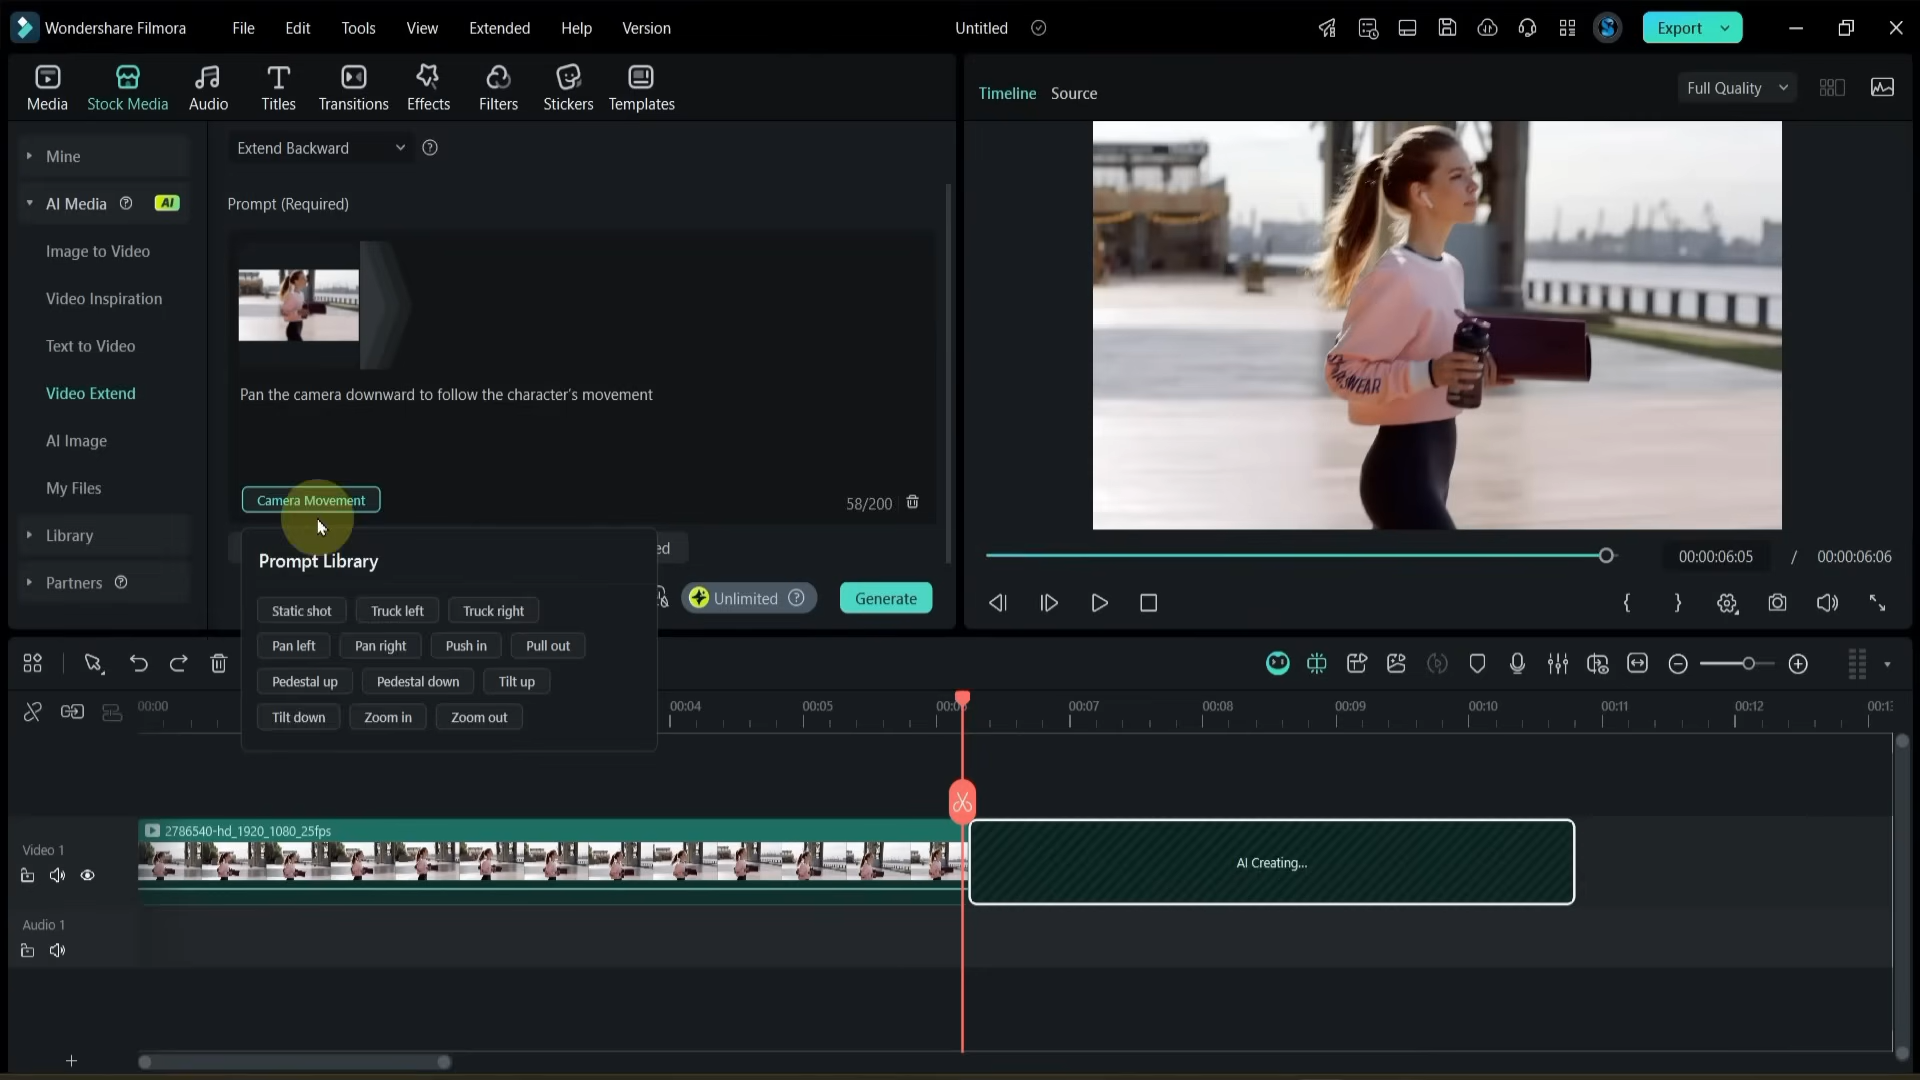 Wondershare Filmora File Edit Tools View Extended Help Version Untitled Export
Media Stock Media Audio Titles Transitions Effects Filters Stickers Templates
Timeline Source Full Quality
Mine
AI Media AI
Image to Video
Video Inspiration
Text to Video
Video Extend
AI Image
My Files
Library
Partners
Extend Backward
Prompt (Required)
Pan the camera downward to follow the character's movement
Camera Movement 58/200
ed
Prompt Library
Static shot Truck left Truck right
Pan left Pan right Push in Pull out
Pedestal up Pedestal down Tilt up
Tilt down Zoom in Zoom out
Unlimited Generate
00:00:06:05 / 00:00:06:06
00:00 00:04 00:05 00:0 00:07 00:08 00:09 00:10 00:11 00:12 00:1
2786540-hd_1920_1080_25fps
AI Creating...
Video 1
Audio 1